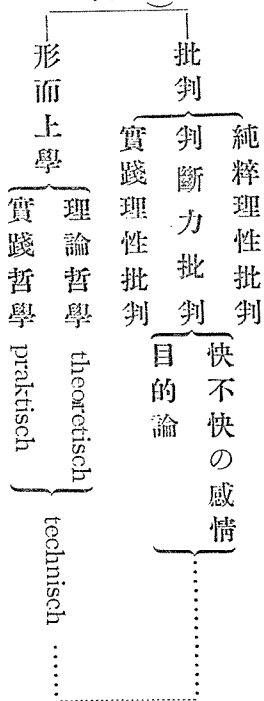 批判
純粹理性批判
判斷力批判
實踐理性批判
快不快の感情
目的論
形而上學
理論哲學 theoretisch
實踐哲學 praktisch
technisch